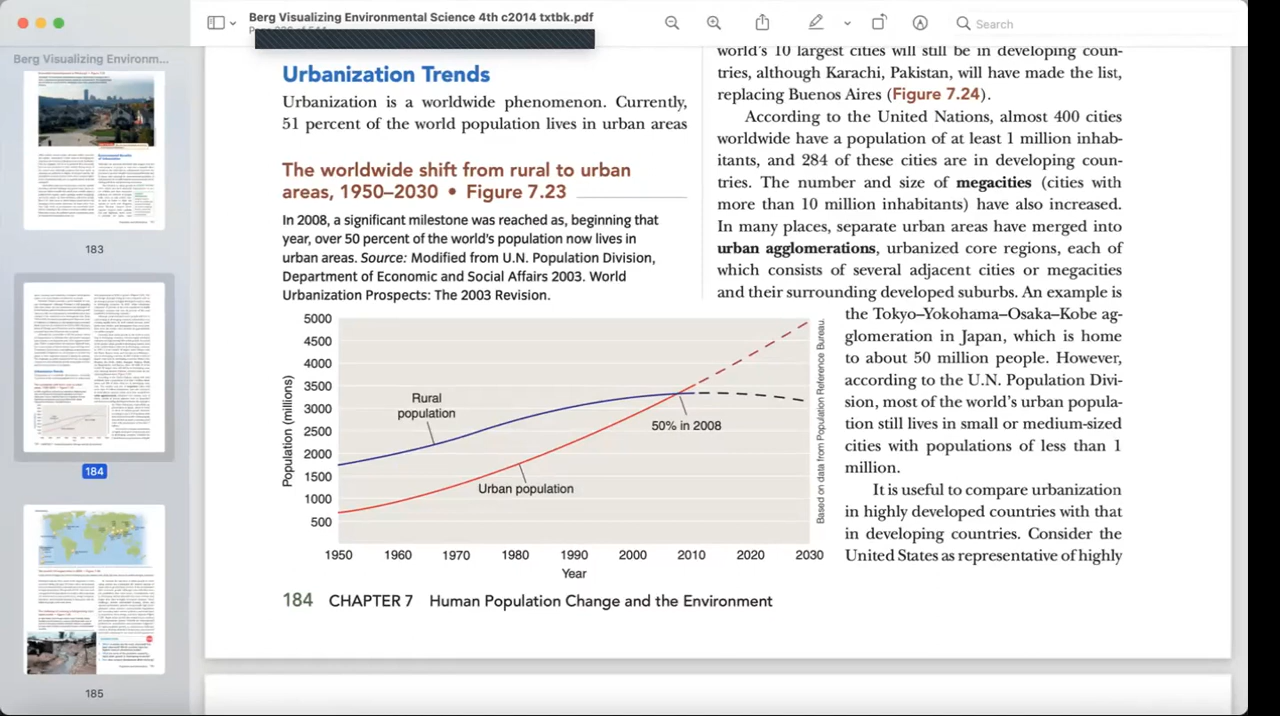 Berg Visualizing Environmental Science 4th c2014 txtbk.pdf
Search
Berg Visualizing Environm...
183
184
185
Urbanization Trends
Urbanization is a worldwide phenomenon. Currently,
51 percent of the world population lives in urban areas
The worldwide shift from rural to urban
areas, 1950–2030 • Figure 7.23
In 2008, a significant milestone was reached as, beginning that
year, over 50 percent of the world's population now lives in
urban areas. Source: Modified from U.N. Population Division,
Department of Economic and Social Affairs 2003. World
Urbanization Prospects: The 2003 Revision.
5000
4500
4000
3500
3000
2500
2000
1500
1000
500
Population (millions)
Rural
population
Urban population
50% in 2008
1950 1960 1970 1980 1990 2000 2010 2020 2030
Year
Based on data from Population Reference Bureau.
184 CHAPTER 7 Human Population Change and the Environment
world's 10 largest cities will still be in developing coun-
tries, although Karachi, Pakistan, will have made the list,
replacing Buenos Aires (Figure 7.24).
According to the United Nations, almost 400 cities
worldwide have a population of at least 1 million inhab-
itants, and 284 of these cities are in developing coun-
tries. The number and size of megacities (cities with
more than 10 million inhabitants) have also increased.
In many places, separate urban areas have merged into
urban agglomerations, urbanized core regions, each of
which consists of several adjacent cities or megacities
and their surrounding developed suburbs. An example is
the Tokyo–Yokohama–Osaka–Kobe ag-
glomeration in Japan, which is home
to about 50 million people. However,
according to the U.N. Population Divi-
sion, most of the world's urban popula-
tion still lives in small or medium-sized
cities with populations of less than 1
million.
It is useful to compare urbanization
in highly developed countries with that
in developing countries. Consider the
United States as representative of highly